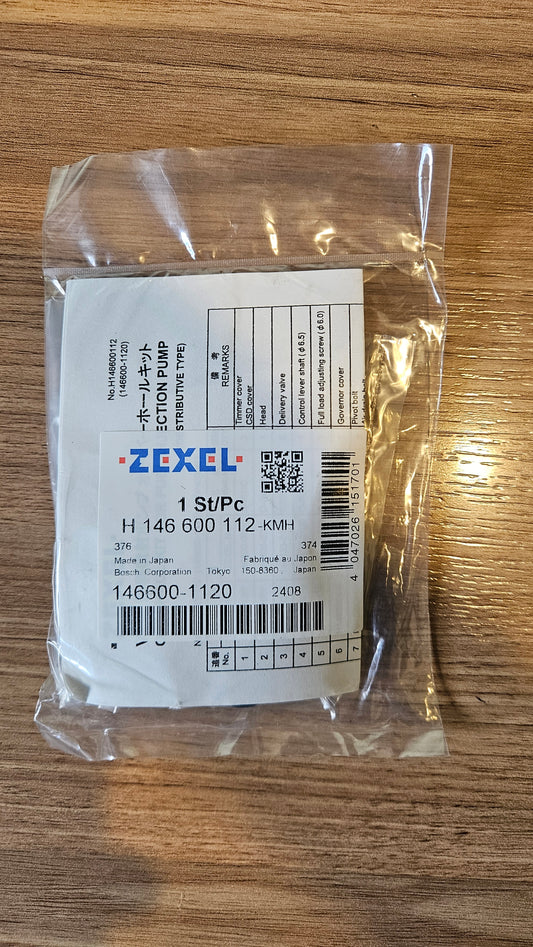 ZEXEL
1 St/Pc
H 146 600 112-KMH
376
374
Made in Japan
Fabriqué au Japon
Bosch Corporation Tokyo 150-8360, Japan
146600-1120
2408
4 047026 151701
No.H146600112
(146600-1120)
ーホールキット
ECTION PUMP
STRIBUTIVE TYPE)
備 考
REMARKS
Timmer cover
CSD cover
Head
Delivery valve
Control lever shaft (φ6.5)
Full load adjusting screw (φ6.0)
Governor cover
Pivot bolt
No.
1
2
3
4
5
6
7